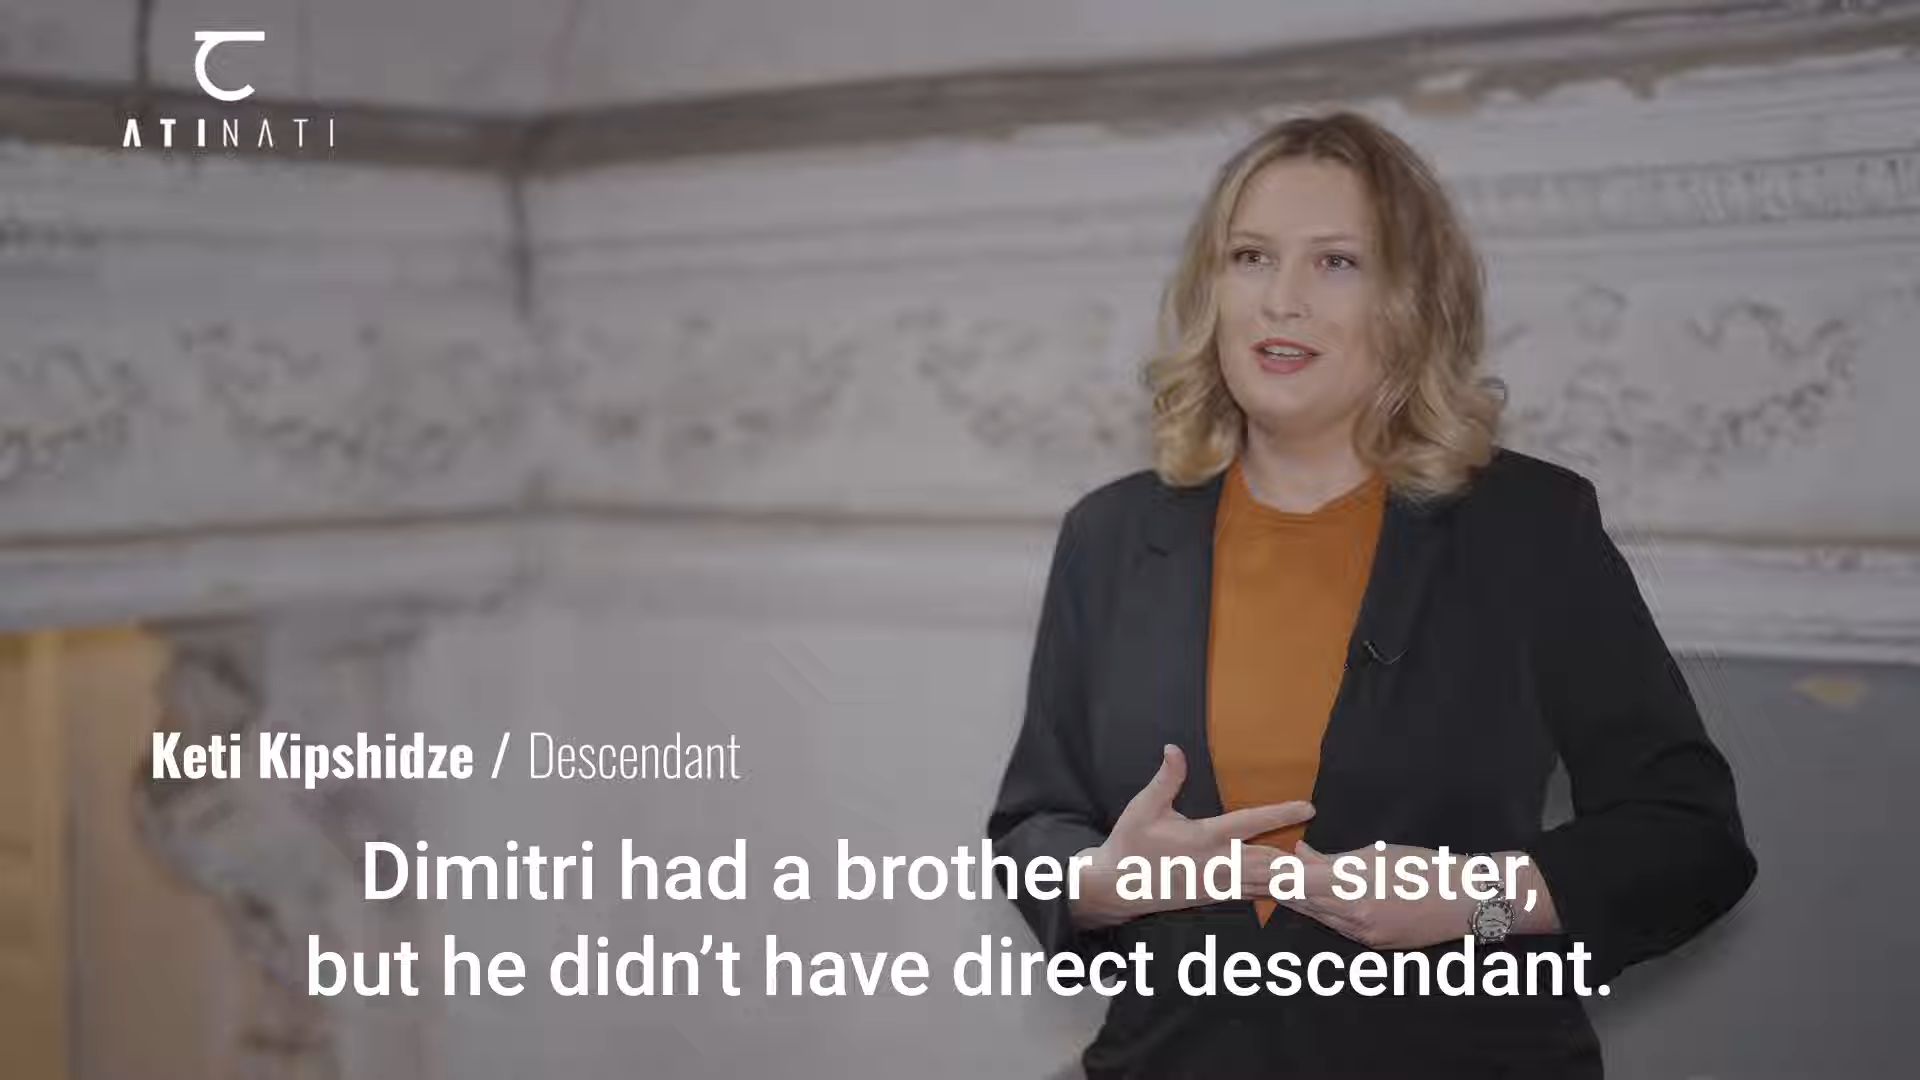 ATINATI
Keti Kipshidze / Descendant
Dimitri had a brother and a sister,
but he didn’t have direct descendant.